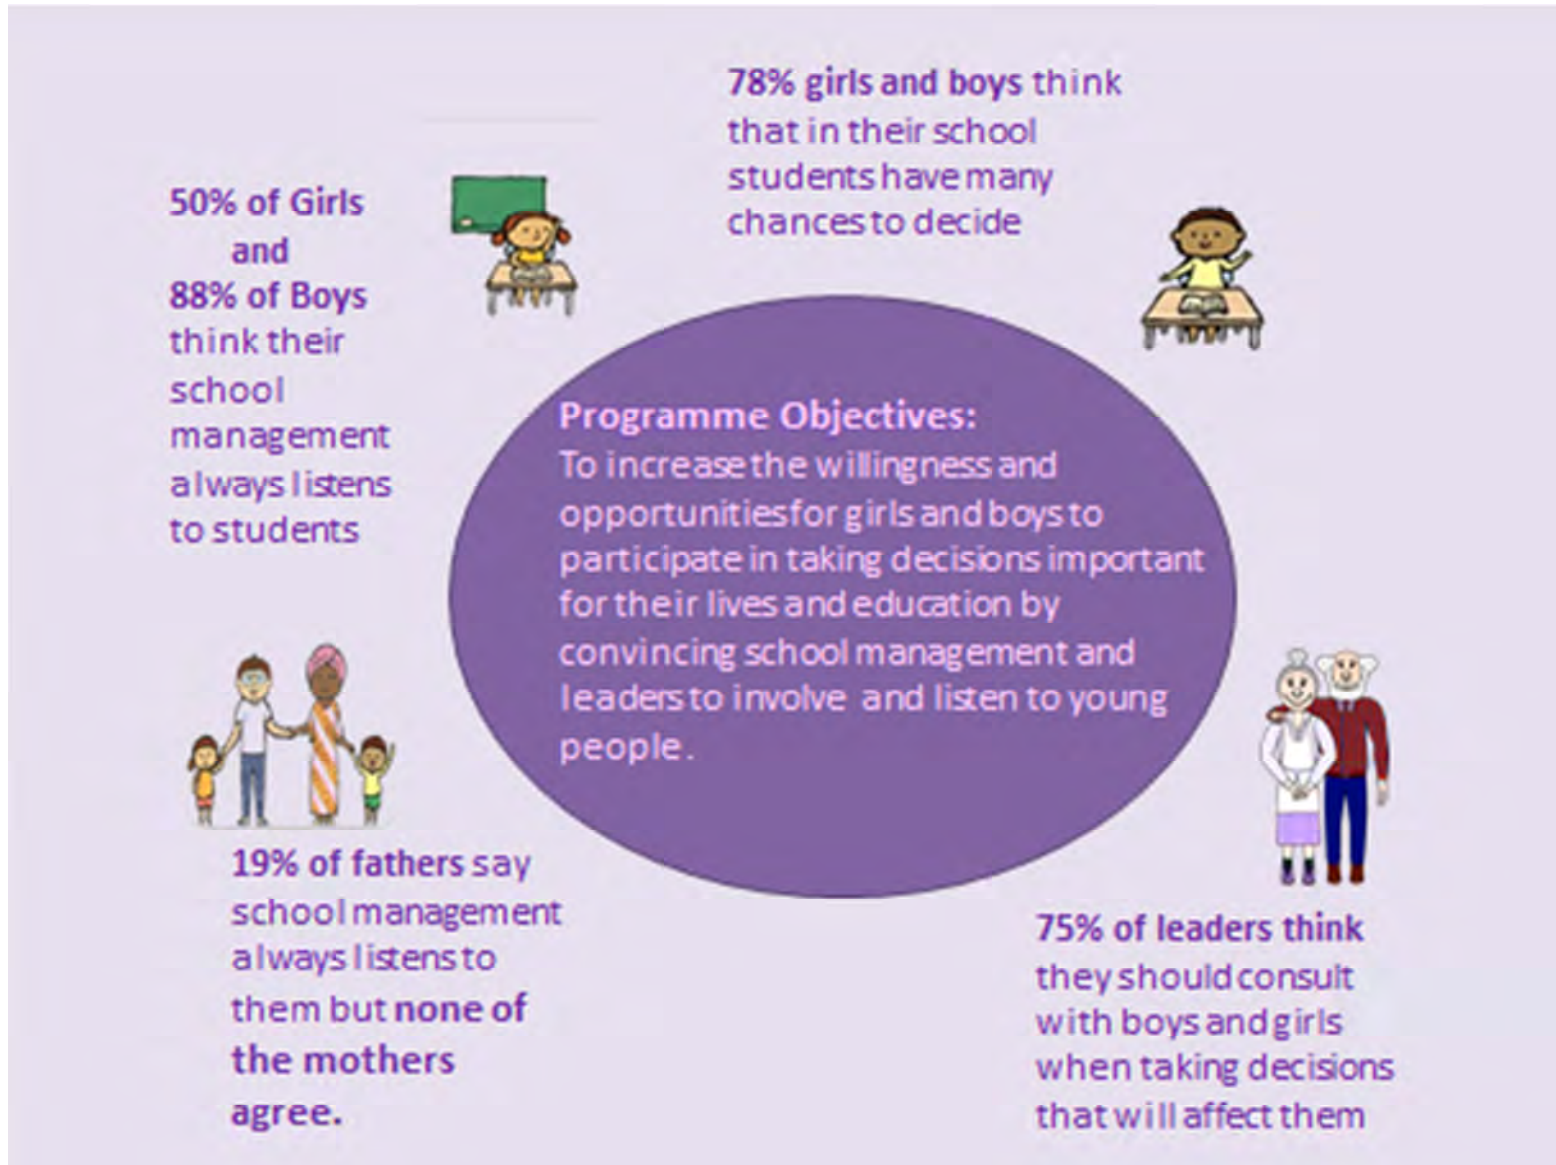 78% girls and boys think
that in their school
students have many
chances to decide
50% of Girls
and
88% of Boys
think their
school
management
always listens
to students
Programme Objectives:
To increase the willingness and
opportunities for girls and boys to
participate in taking decisions important
for their lives and education by
convincing school management and
leaders to involve and listen to young
people.
19% of fathers say
school management
always listens to
them but none of
the mothers
agree.
75% of leaders think
they should consult
with boys and girls
when taking decisions
that will affect them